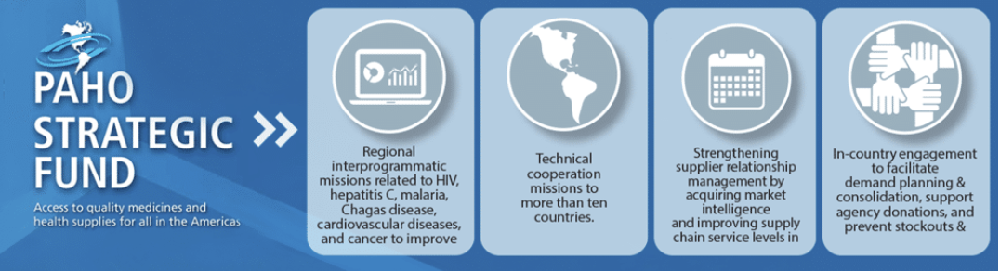 PAHO
STRATEGIC
FUND
Access to quality medicines and
health supplies for all in the Americas
Regional
interprogrammatic
missions related to HIV,
hepatitis C, malaria,
Chagas disease,
cardiovascular diseases,
and cancer to improve
Technical
cooperation
missions to
more than ten
countries.
Strengthening
supplier relationship
management by
acquiring market
intelligence
and improving supply
chain service levels in
In-country engagement
to facilitate
demand planning &
consolidation, support
agency donations, and
prevent stockouts &